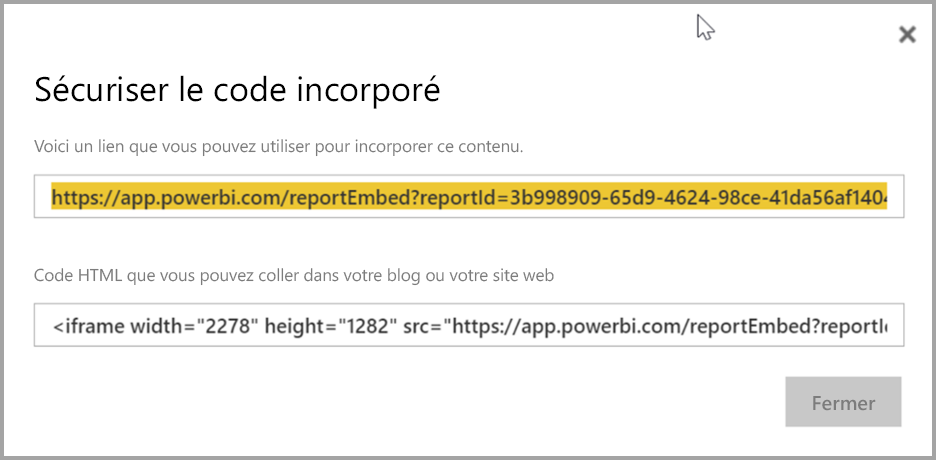 Sécuriser le code incorporé
Voici un lien que vous pouvez utiliser pour incorporer ce contenu.
https://app.powerbi.com/reportEmbed?reportId=3b998909-65d9-4624-98ce-41da56af1404
Code HTML que vous pouvez coller dans votre blog ou votre site web
<iframe width="2278" height="1282" src="https://app.powerbi.com/reportEmbed?reportId
Fermer